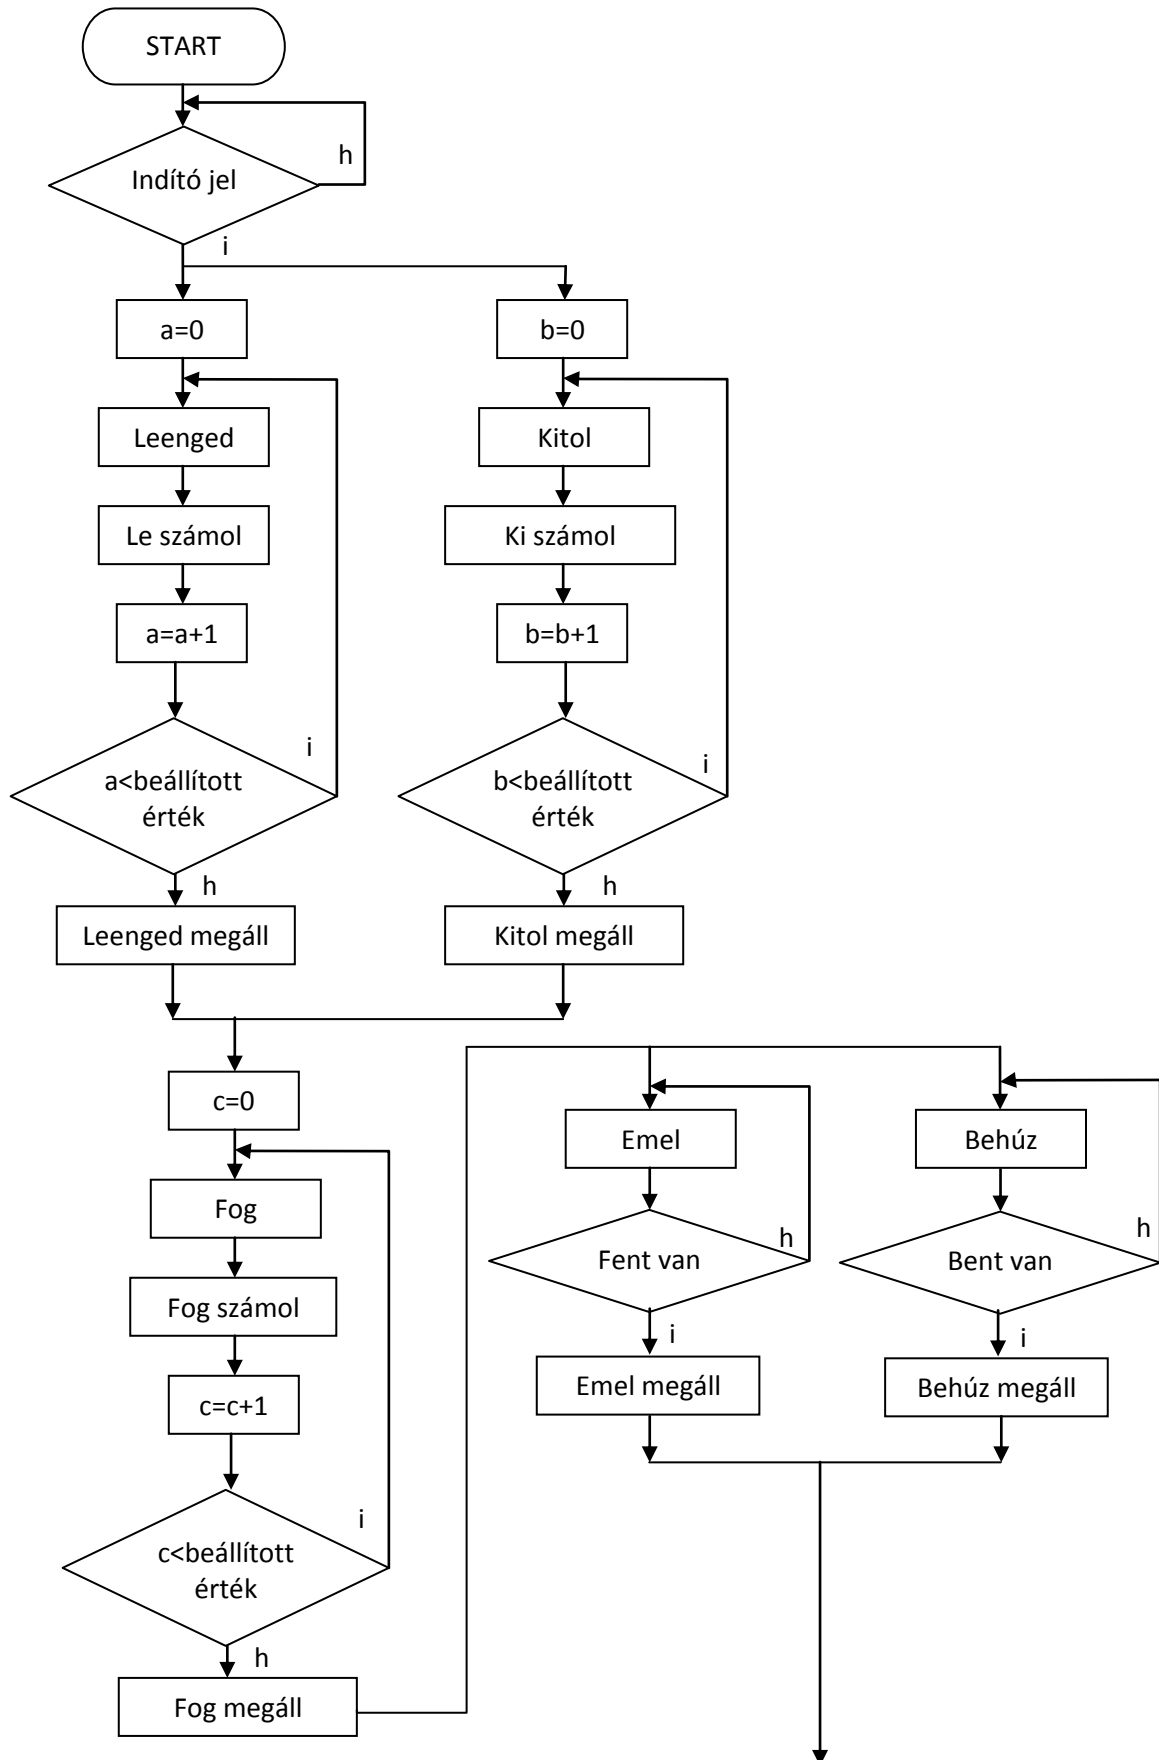 START
h
Indító jel
i
a=0
b=0
Leenged
Kitol
Le számol
Ki számol
a=a+1
b=b+1
i
a<beállított
érték
i
b<beállított
érték
h
h
Leenged megáll
Kitol megáll
c=0
Fog
Fog számol
c=c+1
i
c<beállított
érték
h
Fog megáll
Emel
Behúz
h
Fent van
h
Bent van
i
i
Emel megáll
Behúz megáll